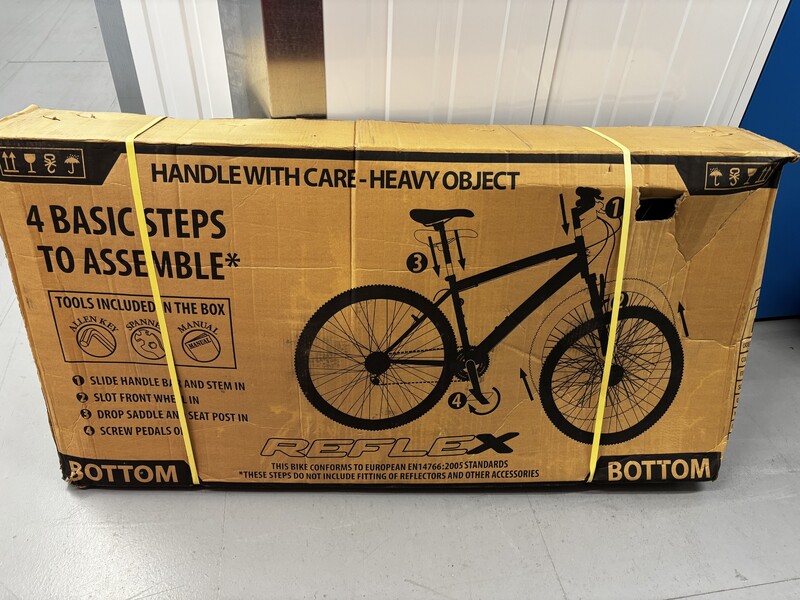 HANDLE WITH CARE - HEAVY OBJECT
4 BASIC STEPS
TO ASSEMBLE*
TOOLS INCLUDED IN THE BOX
ALLEN KEY
MANUAL
MANUAL
1 SLIDE HANDLE BAR AND STEM IN
2 SLOT FRONT WHEEL IN
3 DROP SADDLE AND SEAT POST IN
4 SCREW PEDALS
1
2
3
4
REFLEX
THIS BIKE CONFORMS TO EUROPEAN EN14766:2005 STANDARDS
*THESE STEPS DO NOT INCLUDE FITTING OF REFLECTORS AND OTHER ACCESSORIES
BOTTOM
BOTTOM